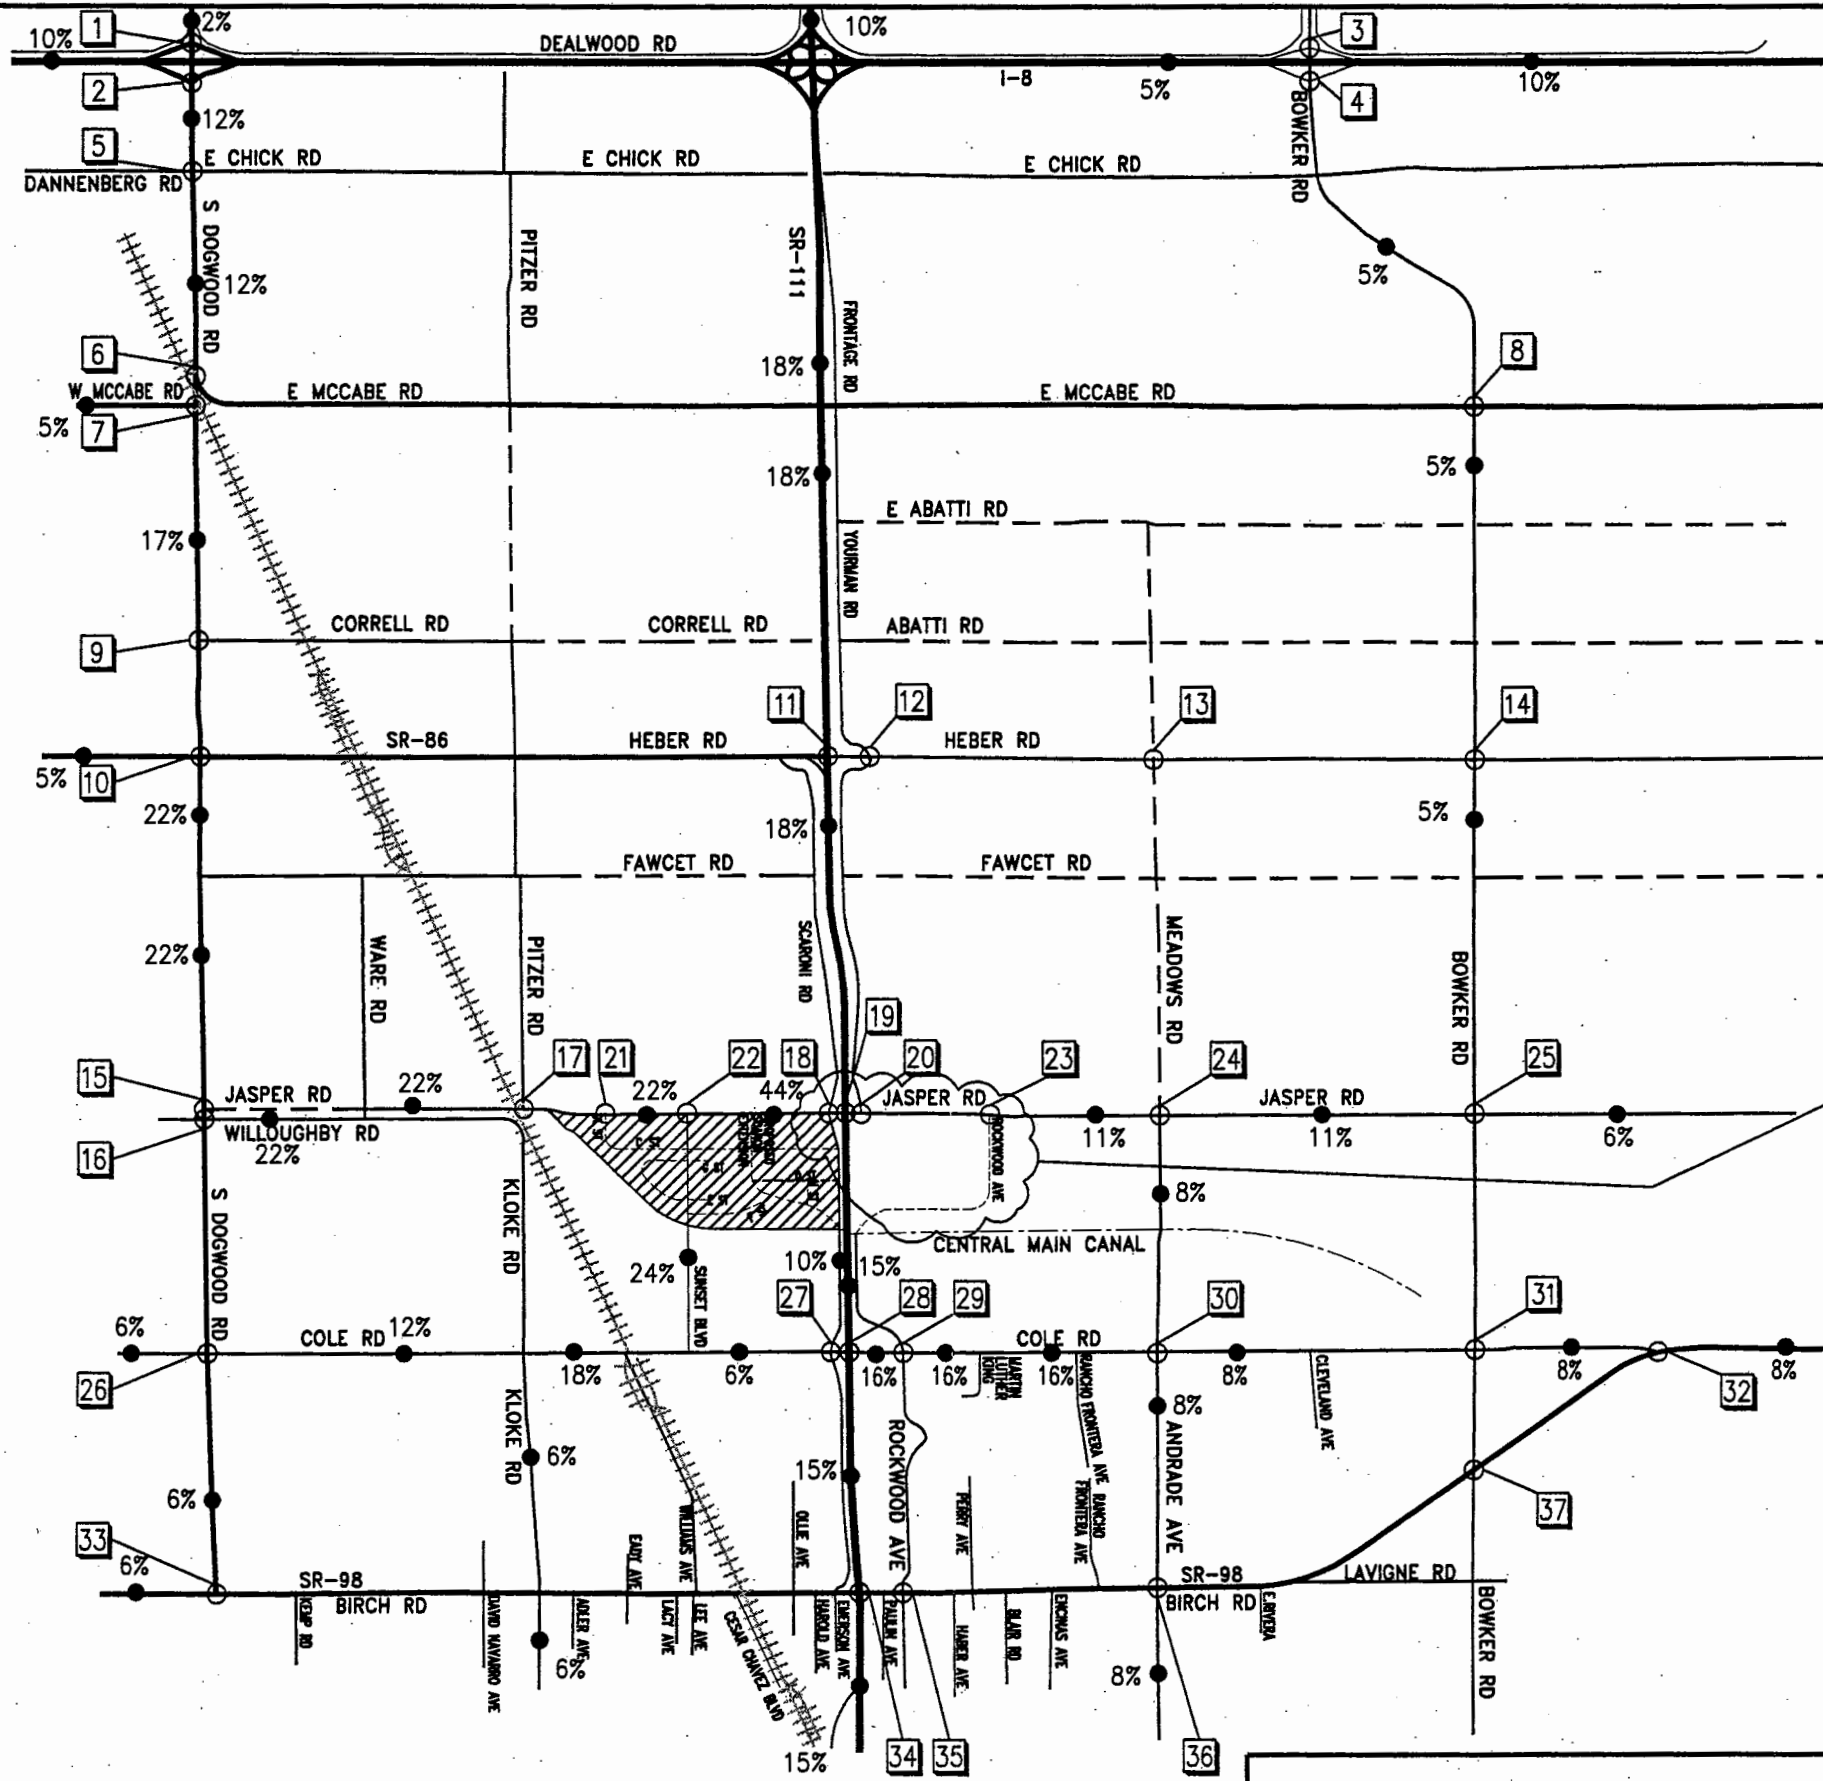 1
2%
10%
3
10%
DEALWOOD RD
I-8
5%
10%
2
4
12%
BOWKER RD
5
E CHICK RD
E CHICK RD
E CHICK RD
DANNENBERG RD
S DOGWOOD RD
PITZER RD
SR-111
5%
12%
FRONTAGE RD
6
8
18%
W MCCABE RD
E MCCABE RD
E MCCABE RD
5%
7
18%
5%
E ABATTI RD
17%
YOURMAN RD
CORRELL RD
CORRELL RD
ABATTI RD
9
11
12
13
14
SR-86
HEBER RD
HEBER RD
5%
10
22%
18%
5%
FAWCET RD
FAWCET RD
22%
WARE RD
PITZER RD
SCARONI RD
MEADOWS RD
BOWKER RD
19
15
17
21
22
18
20
23
24
25
JASPER RD
22%
22%
44%
JASPER RD
JASPER RD
WILLOUGHBY RD
22%
11%
11%
6%
16
ROCKWOOD AVE
S DOGWOOD RD
KLOKE RD
8%
CENTRAL MAIN CANAL
24%
SUNSET BLVD
10%
15%
27
28
29
30
31
6%
COLE RD
12%
COLE RD
26
18%
6%
16%
16%
MARTIN LUTHER KING
16%
8%
8%
8%
32
KLOKE RD
RANCHO FRONTERA AVE
8%
CLEVELAND AVE
6%
15%
ROCKWOOD AVE
ANDRADE AVE
6%
PERRY AVE
RANCHO FRONTERA AVE
37
33
WILLIAMS AVE
OLLIE AVE
EADY AVE
6%
SR-98
SR-98
LAVIGNE RD
BIRCH RD
BIRCH RD
KEMP RD
DAVID NAVARRO AVE
ADLER AVE
LACY AVE
LEE AVE
CESAR CHAVEZ BLVD
HAROLD AVE
EMERSON AVE
PAULIN AVE
HABER AVE
BLAIR RD
ENCINAS AVE
E.RIVERA
BOWKER RD
6%
8%
15%
34
35
36